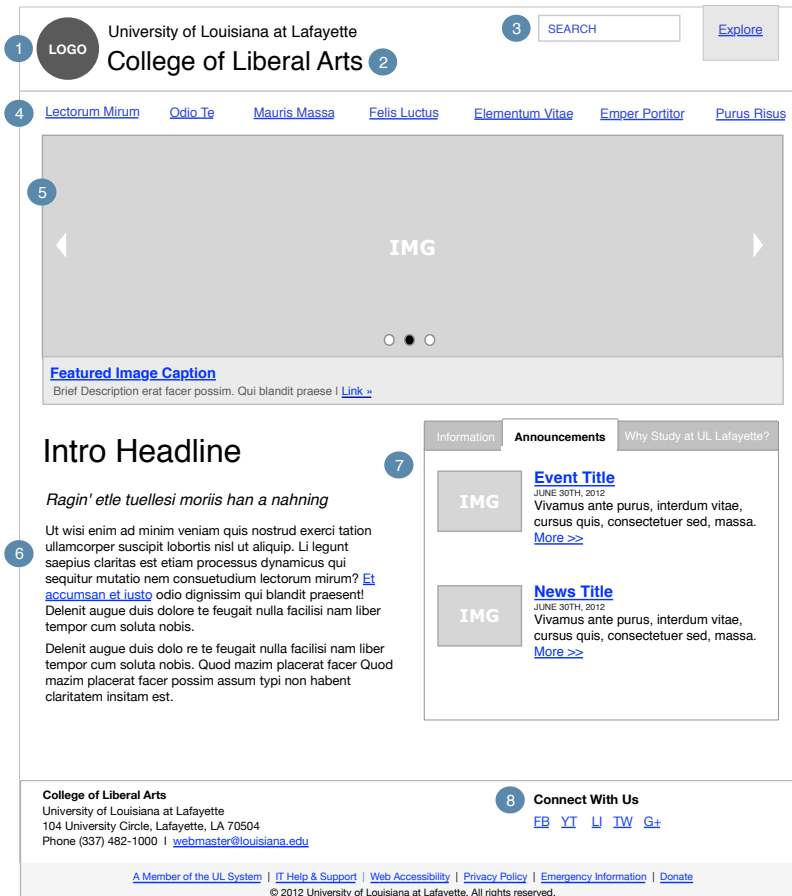 1
LOGO
University of Louisiana at Lafayette
College of Liberal Arts
2
3
SEARCH
Explore
4
Lectorum Mirum
Odio Te
Mauris Massa
Felis Luctus
Elementum Vitae
Emper Portitor
Purus Risus
5
IMG
Featured Image Caption
Brief Description erat facer possim. Qui blandit praese l Link »
Intro Headline
Ragin' etle tuellesi moriis han a nahning
6
Ut wisi enim ad minim veniam quis nostrud exerci tation
ullamcorper suscipit lobortis nisl ut aliquip. Li legunt
saepius claritas est etiam processus dynamicus qui
sequitur mutatio nem consuetudium lectorum mirum? Et
accumsan et iusto odio dignissim qui blandit praesent!
Delenit augue duis dolore te feugait nulla facilisi nam liber
tempor cum soluta nobis.
Delenit augue duis dolo re te feugait nulla facilisi nam liber
tempor cum soluta nobis. Quod mazim placerat facer Quod
mazim placerat facer possim assum typi non habent
claritatem insitam est.
7
Information
Announcements
Why Study at UL Lafayette?
IMG
Event Title
JUNE 30TH, 2012
Vivamus ante purus, interdum vitae,
cursus quis, consectetuer sed, massa.
More >>
IMG
News Title
JUNE 30TH, 2012
Vivamus ante purus, interdum vitae,
cursus quis, consectetuer sed, massa.
More >>
College of Liberal Arts
University of Louisiana at Lafayette
104 University Circle, Lafayette, LA 70504
Phone (337) 482-1000 l webmaster@louisiana.edu
8
Connect With Us
FB YT LI TW G+
A Member of the UL System | IT Help & Support | Web Accessibility | Privacy Policy | Emergency Information | Donate
© 2012 University of Louisiana at Lafayette. All rights reserved.